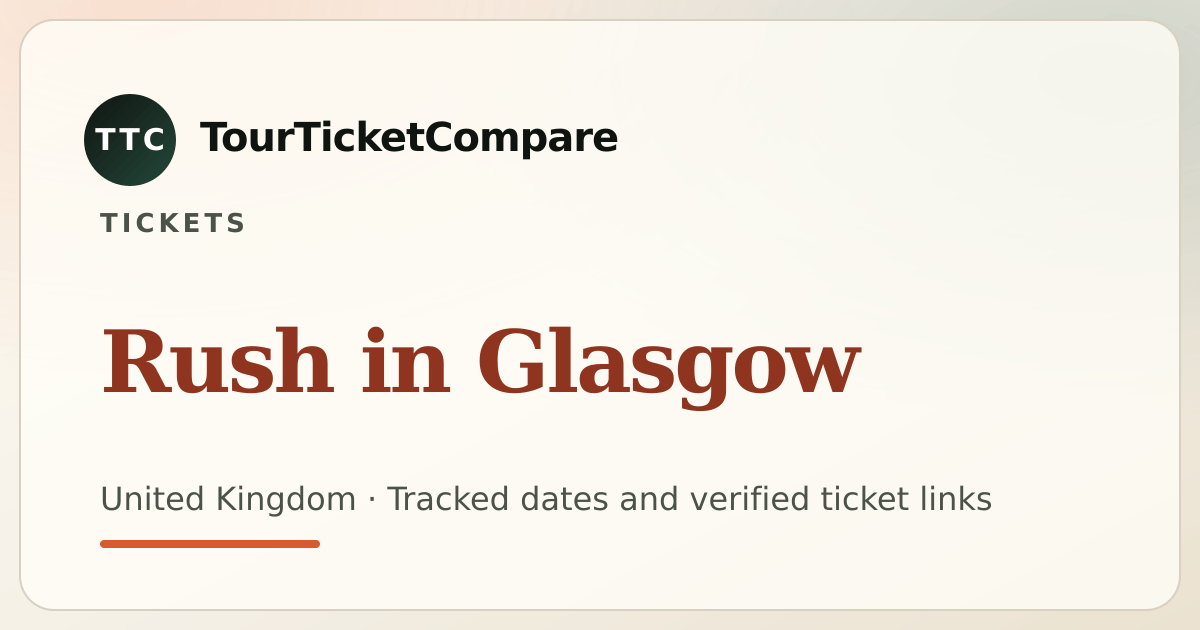 TTC TourTicketCompare
TICKETS
Rush in Glasgow
United Kingdom · Tracked dates and verified ticket links